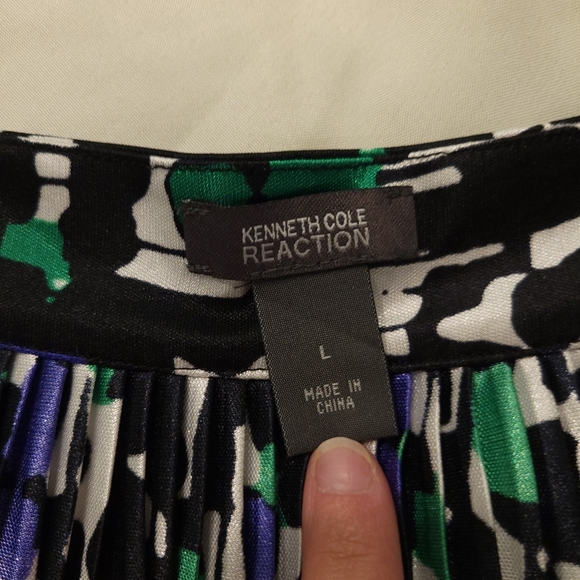 KENNETH COLE
REACTION
L
MADE IN
CHINA